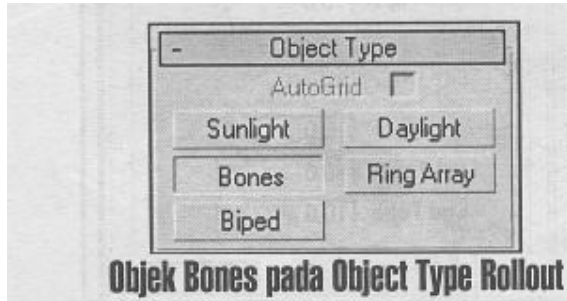 - Object Type
AutoGrid
Sunlight Daylight
Bones Ring Array
Biped
Objek Bones pada Object Type Rollout